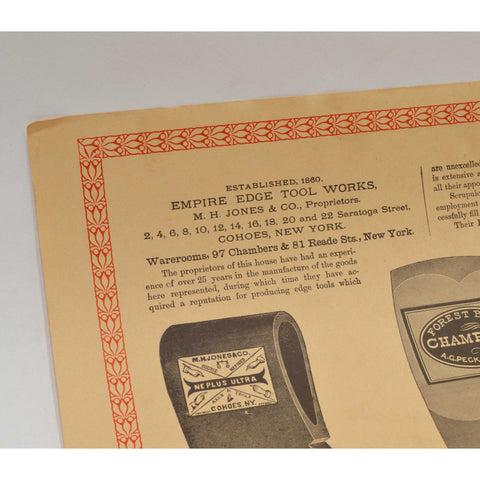 ESTABLISHED, 1860.
EMPIRE EDGE TOOL WORKS,
M. H. JONES & CO., Proprietors.
2, 4, 6, 8, 10, 12, 14, 16, 18, 20 and 22 Saratoga Street,
COHOES, NEW YORK.
Warerooms, 97 Chambers & 81 Reade Sts., New York.
The proprietors of this house have had an experi-
ence of over 25 years in the manufacture of the goods
here represented, during which time they have ac-
quired a reputation for producing edge tools which
are unexcelled
is extensive a
all their appo
Scrupulo
employment
cessfully fill
Their
M.H.JONES&CO.
NE PLUS ULTRA
AXES TOOLS
COHOES, N.Y.
FOREST B
CHAMP
A.G.PECK